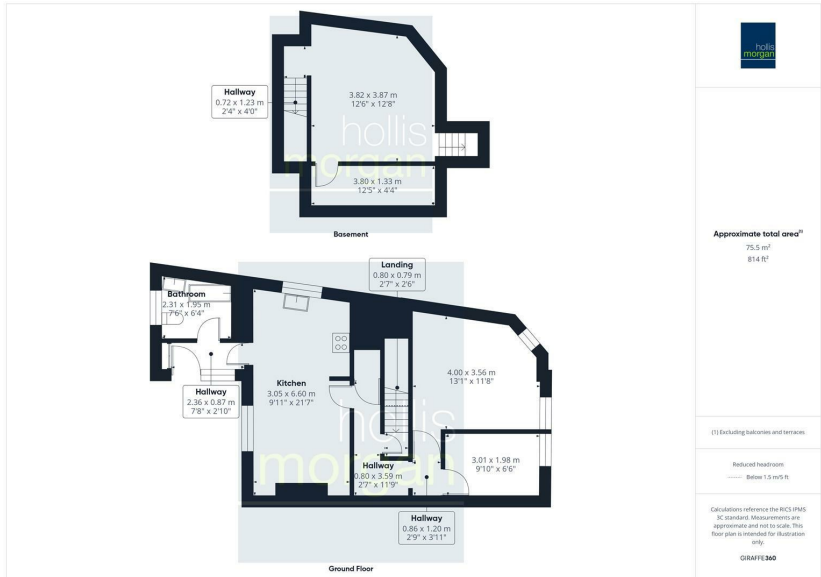 Hallway
0.72 x 1.23 m
2'4" x 4'0"
3.82 x 3.87 m
12'6" x 12'8"
hollis
morgan
3.80 x 1.33 m
12'5" x 4'4"
Basement
Landing
0.80 x 0.79 m
2'7" x 2'6"
Bathroom
2.31 x 1.95 m
7'6" x 6'4"
Hallway
2.36 x 0.87 m
7'8" x 2'10"
Kitchen
3.05 x 6.60 m
9'11" x 21'7"
4.00 x 3.56 m
13'1" x 11'8"
hollis
morgan
Hallway
0.80 x 3.59 m
2'7" x 11'9"
3.01 x 1.98 m
9'10" x 6'6"
Hallway
0.86 x 1.20 m
2'9" x 3'11"
Ground Floor
hollis
morgan
Approximate total area(1)
75.5 m²
814 ft²
(1) Excluding balconies and terraces
Reduced headroom
Below 1.5 m/5 ft
Calculations reference the RICS IPMS
3C standard. Measurements are
approximate and not to scale. This
floor plan is intended for illustration
only.
GIRAFFE360